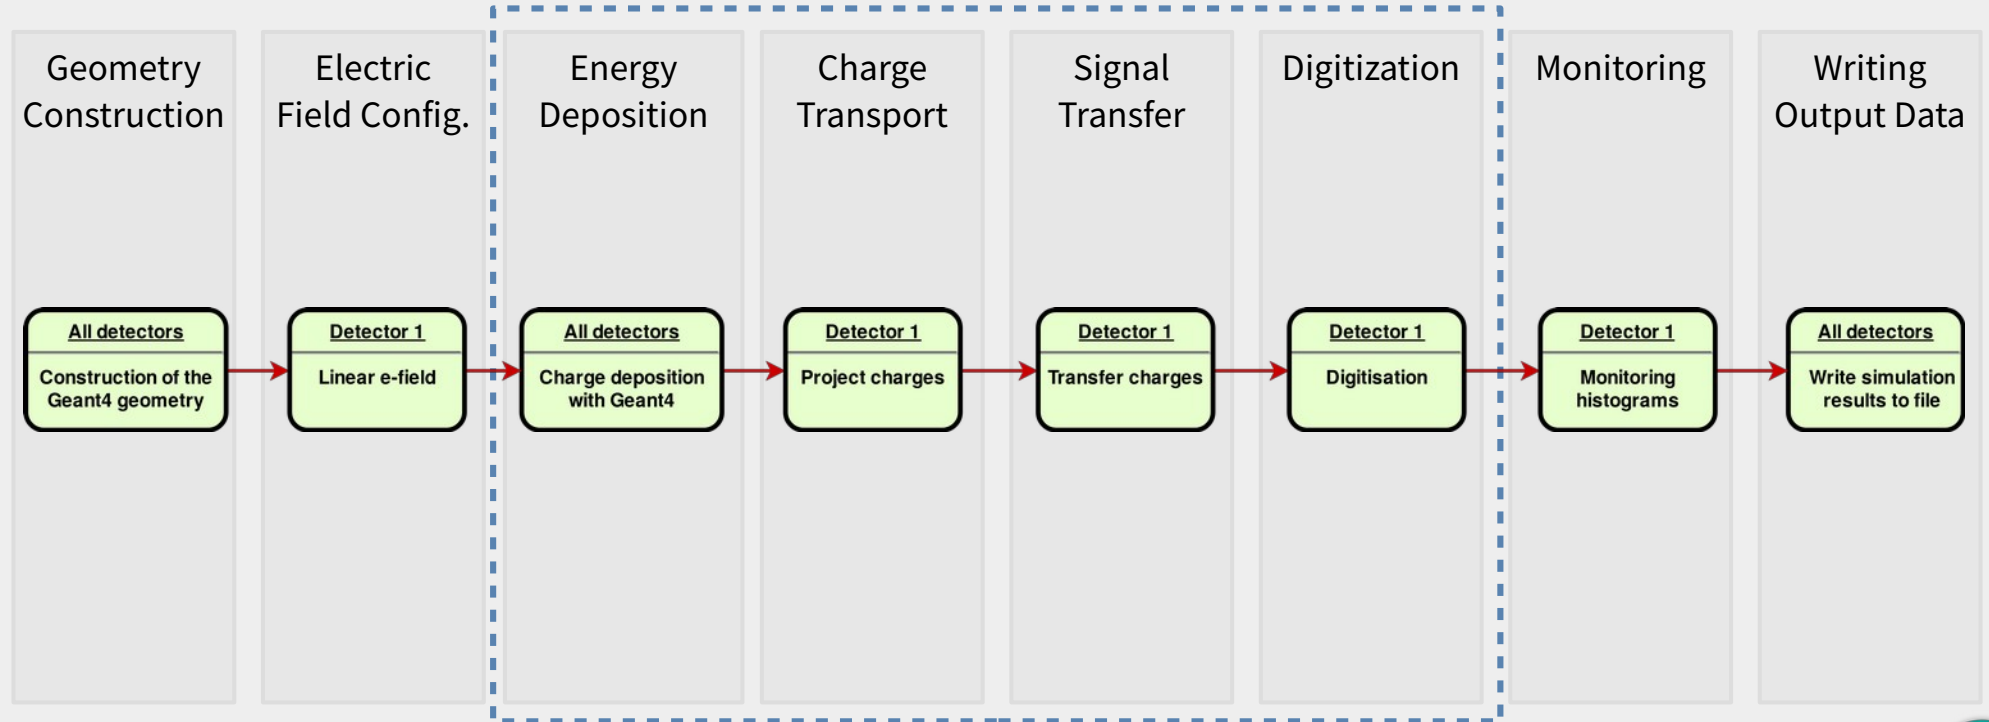 Geometry
Construction
Electric
Field Config.
Energy
Deposition
Charge
Transport
Signal
Transfer
Digitization
Monitoring
Writing
Output Data
All detectors
Construction of the
Geant4 geometry
Detector 1
Linear e-field
All detectors
Charge deposition
with Geant4
Detector 1
Project charges
Detector 1
Transfer charges
Detector 1
Digitisation
Detector 1
Monitoring
histograms
All detectors
Write simulation
results to file